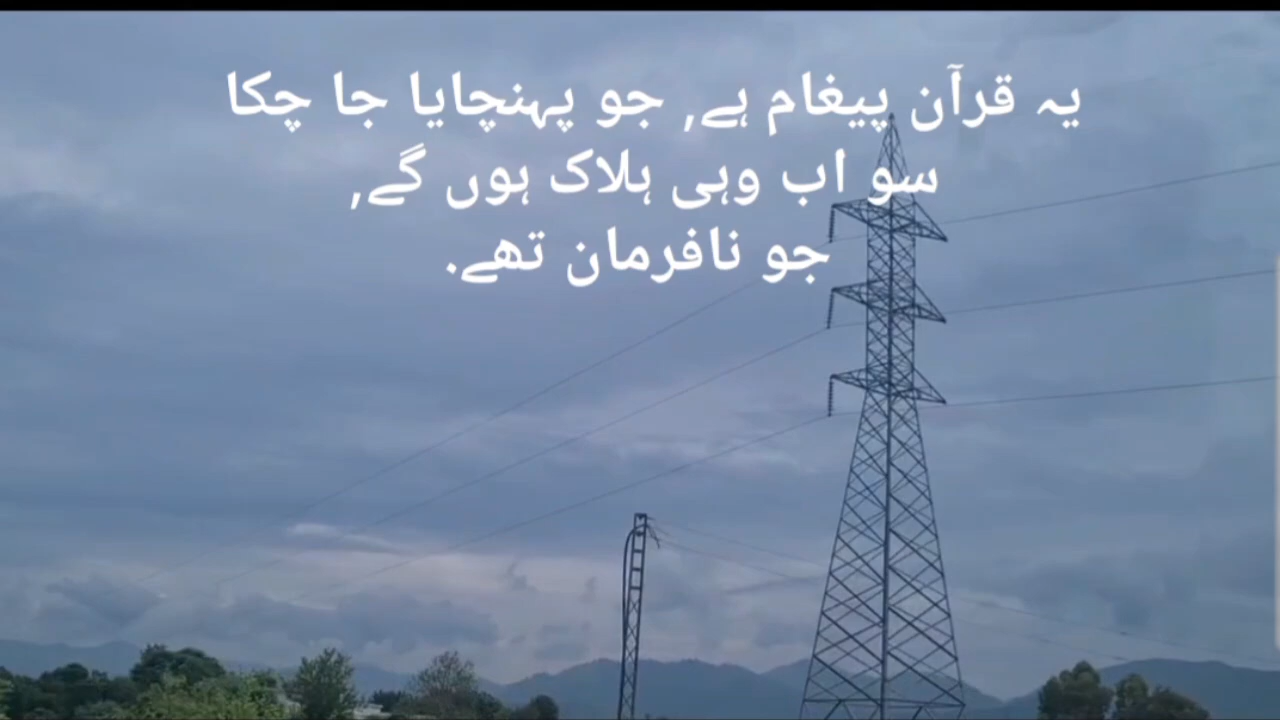 یہ قرآن پیغام ہے, جو پہنچایا جا چکا
سو اب وہی ہلاک ہوں گے,
جو نافرمان تھے.